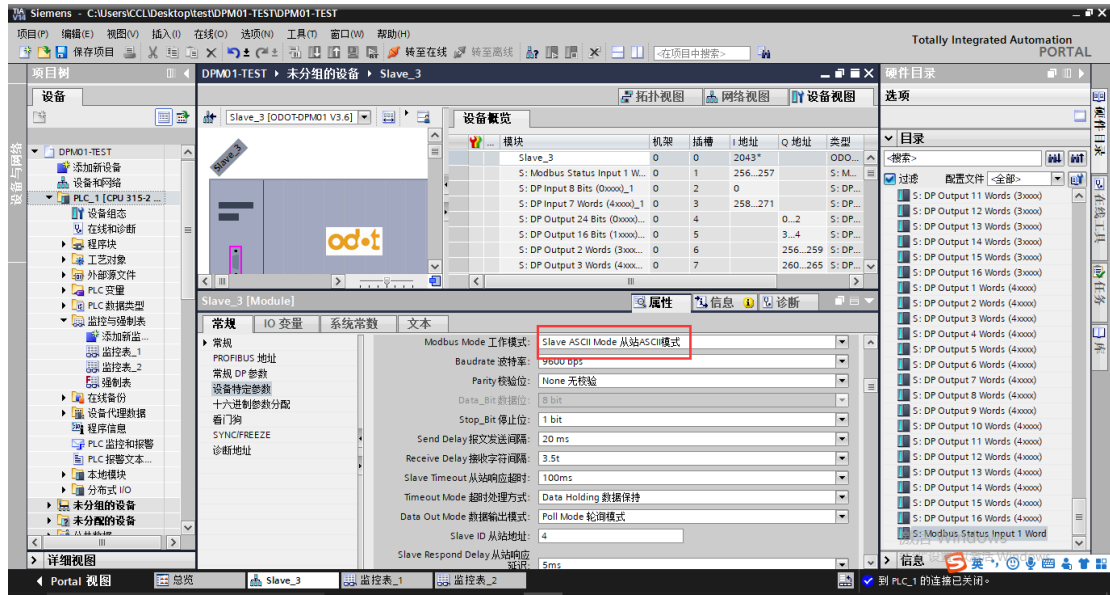 Siemens - C:\Users\CCL\Desktop\test\DPM01-TEST\DPM01-TEST
项目(P) 编辑(E) 视图(V) 插入(I) 在线(O) 选项(N) 工具(T) 窗口(W) 帮助(H)
Totally Integrated Automation
PORTAL
保存项目
转至在线
转至离线
<在项目中搜索>
项目树
设备
设备与网络
DPM01-TEST
添加新设备
设备和网络
PLC_1 [CPU 315-2 ...
设备组态
在线和诊断
程序块
工艺对象
外部源文件
PLC 变量
PLC 数据类型
监控与强制表
添加新监...
监控表_1
监控表_2
强制表
在线备份
设备代理数据
程序信息
PLC 监控和报警
PLC 报警文本...
本地模块
分布式 I/O
未分组的设备
未分配的设备
详细视图
DPM01-TEST ▸ 未分组的设备 ▸ Slave_3
拓扑视图
网络视图
设备视图
Slave_3 [ODOT-DPM01 V3.6]
Slave_3
odot
设备概览
... 模块 机架 插槽 I 地址 Q 地址 类型
Slave_3 0 0 2043* ODO...
S: Modbus Status Input 1 W... 0 1 256...257 S: M...
S: DP Input 8 Bits (0xxxx)_1 0 2 0 S: DP...
S: DP Input 7 Words (4xxxx)_1 0 3 258...271 S: DP...
S: DP Output 24 Bits (0xxxx)... 0 4 0...2 S: DP...
S: DP Output 16 Bits (1xxxx)... 0 5 3...4 S: DP...
S: DP Output 2 Words (3xxx... 0 6 256...259 S: DP...
S: DP Output 3 Words (4xxx... 0 7 260...265 S: DP...
Slave_3 [Module]
属性
信息
诊断
常规 IO 变量 系统常数 文本
常规
PROFIBUS 地址
常规 DP 参数
设备特定参数
十六进制参数分配
看门狗
SYNC/FREEZE
诊断地址
Modbus Mode 工作模式: Slave ASCII Mode 从站ASCII模式
Baudrate 波特率: 9600 bps
Parity 校验位: None 无校验
Data_Bit 数据位: 8 bit
Stop_Bit 停止位: 1 bit
Send Delay 报文发送间隔: 20 ms
Receive Delay 接收字符间隔: 3.5t
Slave Timeout 从站响应超时: 100ms
Timeout Mode 超时处理方式: Data Holding 数据保持
Data Out Mode 数据输出模式: Poll Mode 轮询模式
Slave ID 从站地址: 4
Slave Respond Delay 从站响应
延迟: 5ms
硬件目录
选项
目录
<搜索>
过滤 配置文件 <全部>
S: DP Output 11 Words (3xxxx)
S: DP Output 12 Words (3xxxx)
S: DP Output 13 Words (3xxxx)
S: DP Output 14 Words (3xxxx)
S: DP Output 15 Words (3xxxx)
S: DP Output 16 Words (3xxxx)
S: DP Output 1 Words (4xxxx)
S: DP Output 2 Words (4xxxx)
S: DP Output 3 Words (4xxxx)
S: DP Output 4 Words (4xxxx)
S: DP Output 5 Words (4xxxx)
S: DP Output 6 Words (4xxxx)
S: DP Output 7 Words (4xxxx)
S: DP Output 8 Words (4xxxx)
S: DP Output 9 Words (4xxxx)
S: DP Output 10 Words (4xxxx)
S: DP Output 11 Words (4xxxx)
S: DP Output 12 Words (4xxxx)
S: DP Output 13 Words (4xxxx)
S: DP Output 14 Words (4xxxx)
S: DP Output 15 Words (4xxxx)
S: DP Output 16 Words (4xxxx)
S: Modbus Status Input 1 Word
信息
英
硬件目录
在线工具
任务
库
Portal 视图
总览
Slave_3
监控表_1
监控表_2
到 PLC_1 的连接已关闭。